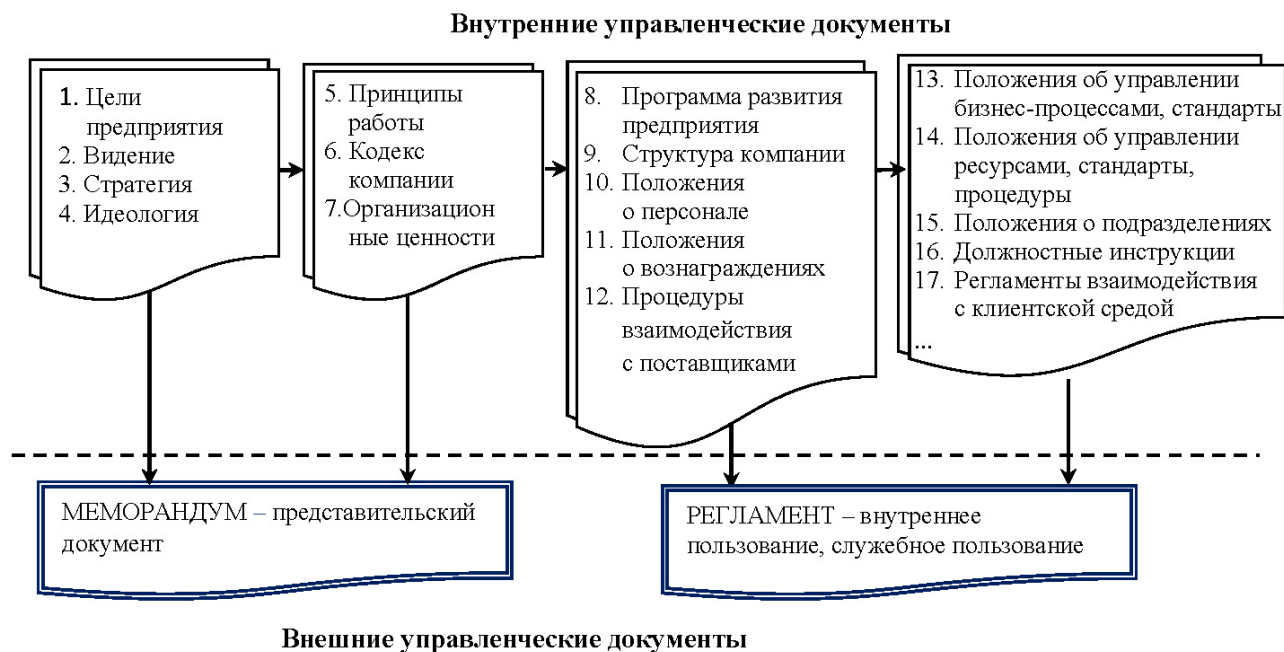 Внутренние управленческие документы
1. Цели
предприятия
2. Видение
3. Стратегия
4. Идеология
5. Принципы
работы
6. Кодекс
компании
7.Организацион
ные ценности
8. Программа развития
предприятия
9. Структура компании
10. Положения
о персонале
11. Положения
о вознаграждениях
12. Процедуры
взаимодействия
с поставщиками
13. Положения об управлении
бизнес-процессами, стандарты
14. Положения об управлении
ресурсами, стандарты,
процедуры
15. Положения о подразделениях
16. Должностные инструкции
17. Регламенты взаимодействия
с клиентской средой
...
МЕМОРАНДУМ – представительский
документ
РЕГЛАМЕНТ – внутреннее
пользование, служебное пользование
Внешние управленческие документы